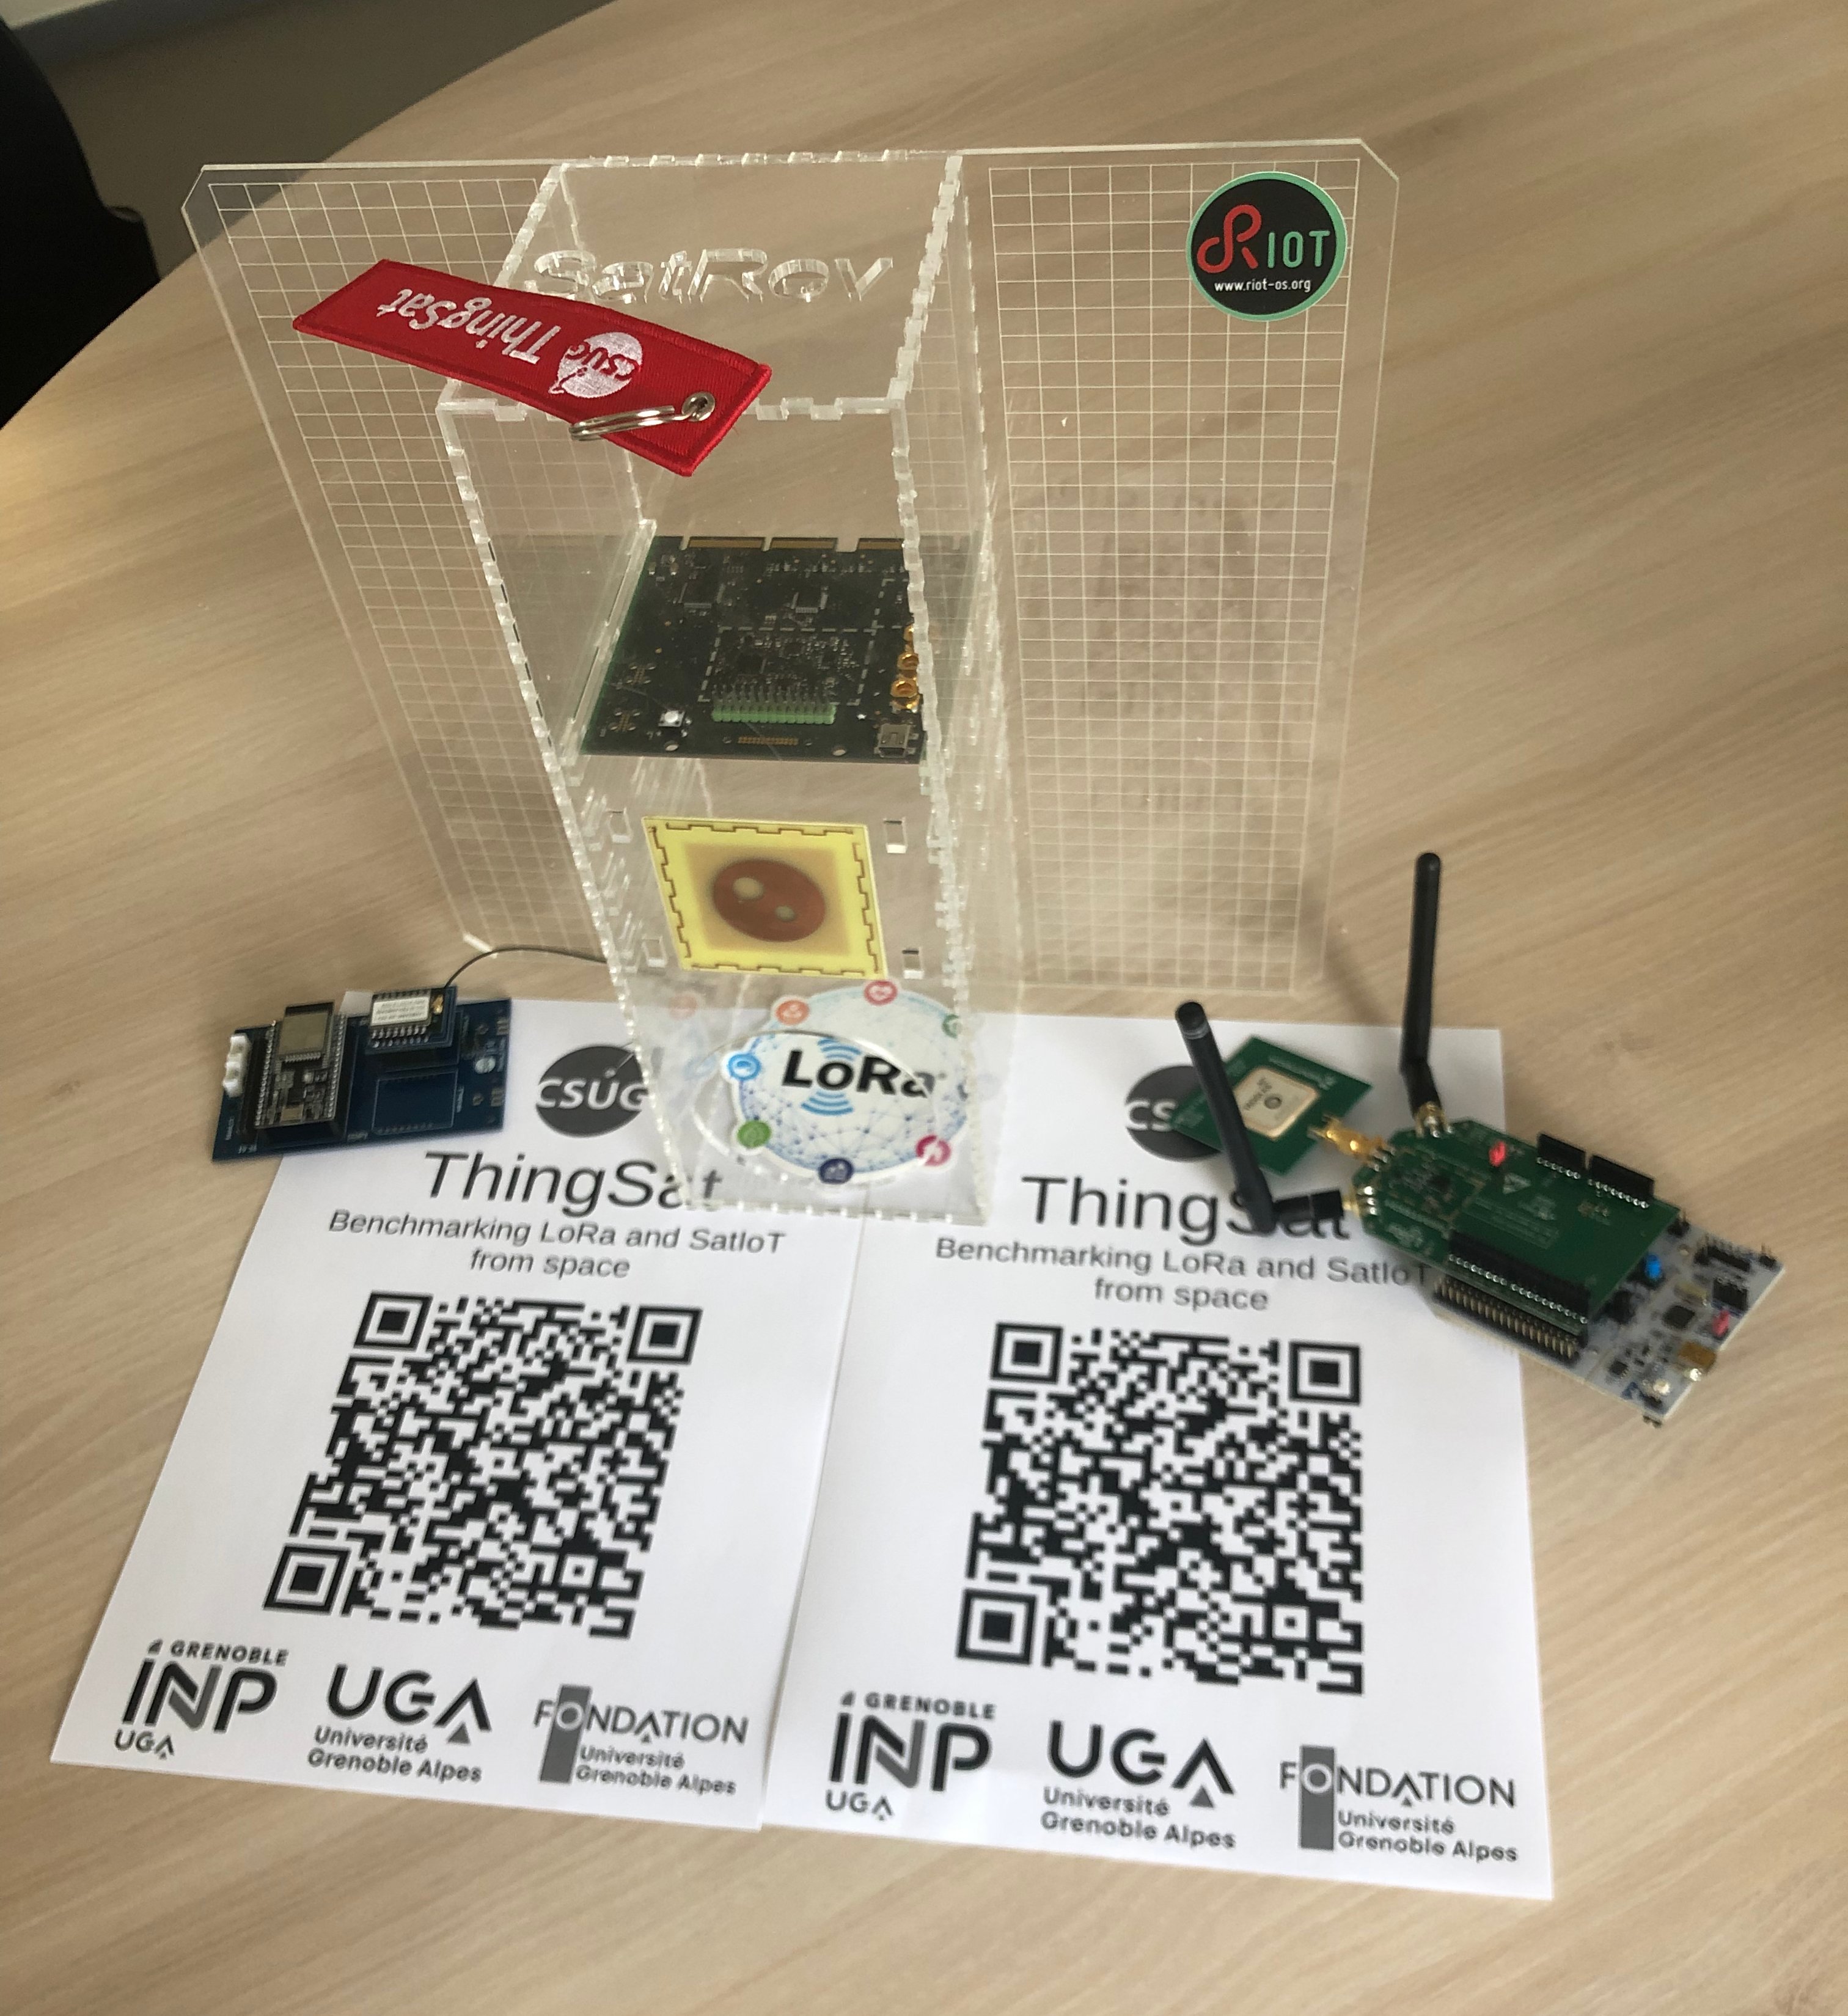 SatRov
ThingSat
CSUG
RIOT
www.riot-os.org
LoRa
CSUG
ThingSat
Benchmarking LoRa and SatIoT
from space
GRENOBLE
INP
UGA
UGA
Université
Grenoble Alpes
FONDATION
Université
Grenoble Alpes
CS
ThingSat
Benchmarking LoRa and SatIoT
from space
GRENOBLE
INP
UGA
UGA
Université
Grenoble Alpes
FONDATION
Université
Grenoble Alpes